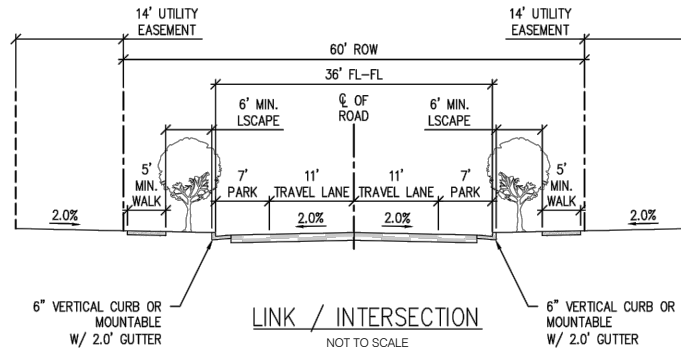 14' UTILITY
EASEMENT
14' UTILITY
EASEMENT
60' ROW
36' FL-FL
6' MIN.
LSCAPE
℄ OF
ROAD
6' MIN.
LSCAPE
5'
MIN.
WALK
7'
PARK
11'
TRAVEL LANE
11'
TRAVEL LANE
7'
PARK
5'
MIN.
WALK
2.0%
2.0%
2.0%
2.0%
6" VERTICAL CURB OR
MOUNTABLE
W/ 2.0' GUTTER
LINK / INTERSECTION
NOT TO SCALE
6" VERTICAL CURB OR
MOUNTABLE
W/ 2.0' GUTTER